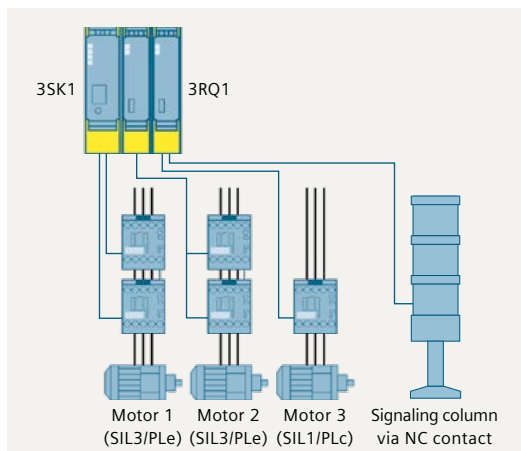 3SK1
3RQ1
Motor 1
(SIL3/PLe)
Motor 2
(SIL3/PLe)
Motor 3
(SIL1/PLc)
Signaling column
via NC contact